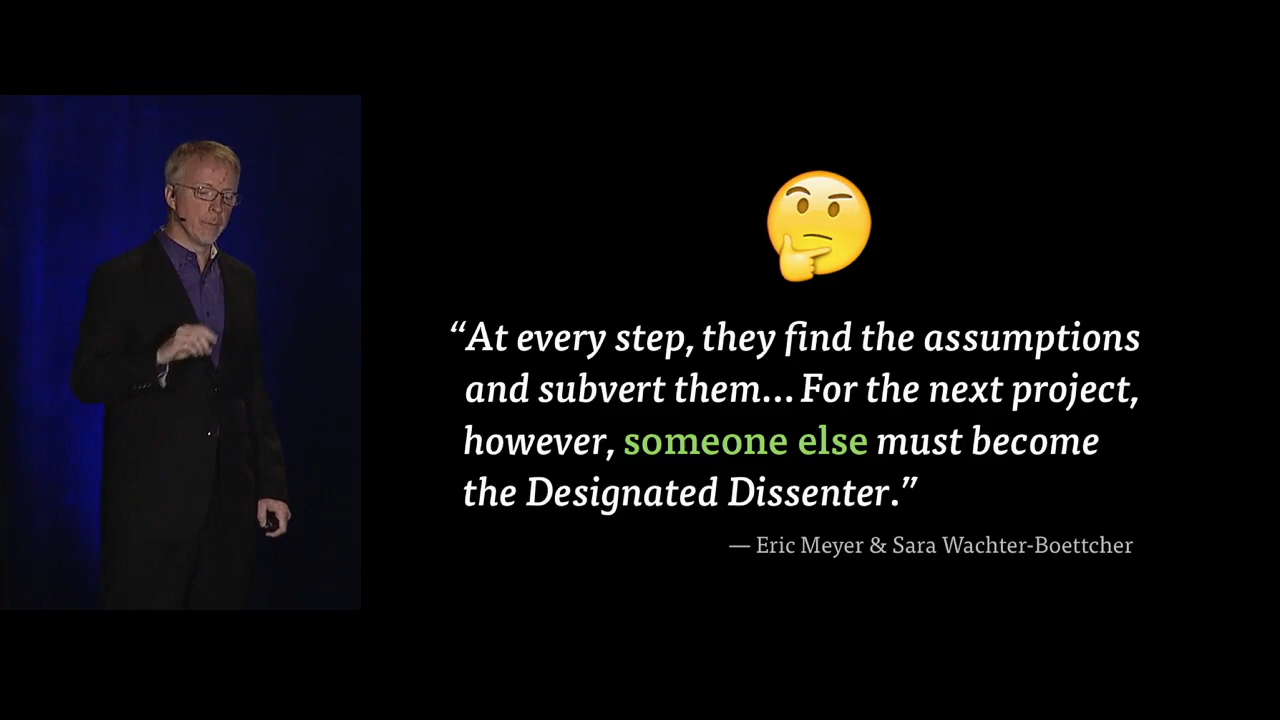 “At every step, they find the assumptions
and subvert them... For the next project,
however, someone else must become
the Designated Dissenter.”
— Eric Meyer & Sara Wachter-Boettcher